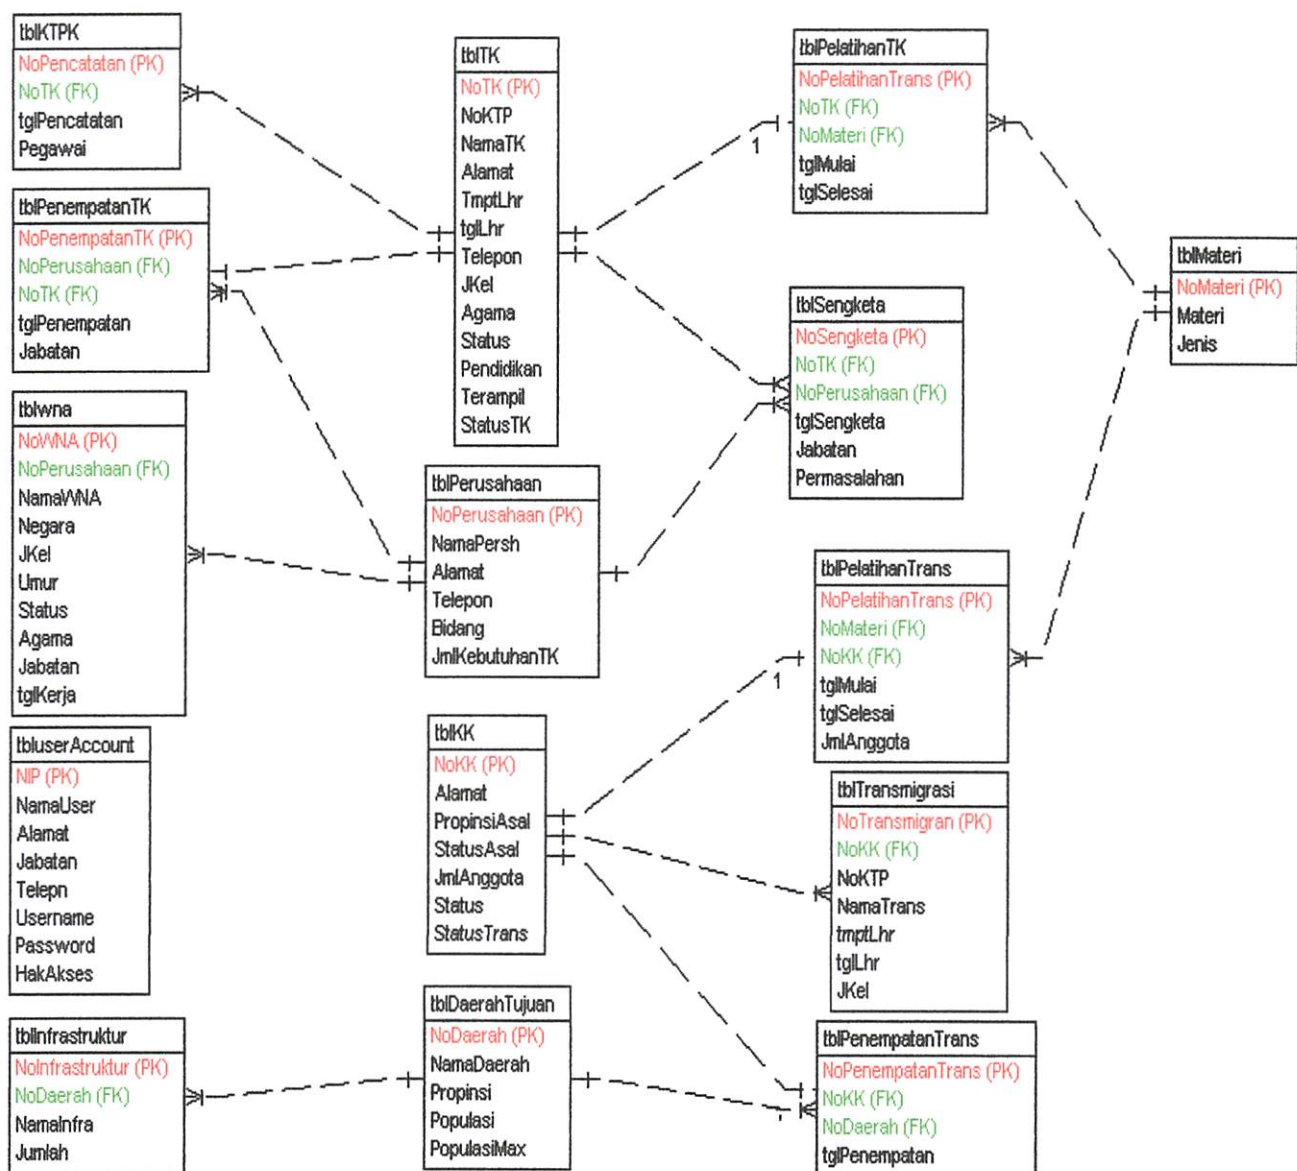 tblKTPK
NoPencatatan (PK)
NoTK (FK)
tglPencatatan
Pegawai
tblPenempatanTK
NoPenempatanTK (PK)
NoPerusahaan (FK)
NoTK (FK)
tglPenempatan
Jabatan
tblwna
NoWNA (PK)
NoPerusahaan (FK)
NamaWNA
Negara
JKel
Umur
Status
Agama
Jabatan
tglKerja
tbluserAccount
NIP (PK)
NamaUser
Alamat
Jabatan
Telepn
Username
Password
HakAkses
tblInfrastruktur
NoInfrastruktur (PK)
NoDaerah (FK)
NamaInfra
Jumlah
tblTK
NoTK (PK)
NoKTP
NamaTK
Alamat
TmptLhr
tglLhr
Telepon
JKel
Agama
Status
Pendidikan
Terampil
StatusTK
tblPerusahaan
NoPerusahaan (PK)
NamaPersh
Alamat
Telepon
Bidang
JmlKebutuhanTK
tblKK
NoKK (PK)
Alamat
PropinsiAsal
StatusAsal
JmlAnggota
Status
StatusTrans
tblDaerahTujuan
NoDaerah (PK)
NamaDaerah
Propinsi
Populasi
PopulasiMax
1
1
tblPelatihanTK
NoPelatihanTrans (PK)
NoTK (FK)
NoMateri (FK)
tglMulai
tglSelesai
tblSengketa
NoSengketa (PK)
NoTK (FK)
NoPerusahaan (FK)
tglSengketa
Jabatan
Permasalahan
tblPelatihanTrans
NoPelatihanTrans (PK)
NoMateri (FK)
NoKK (FK)
tglMulai
tglSelesai
JmlAnggota
tblTransmigrasi
NoTransmigran (PK)
NoKK (FK)
NoKTP
NamaTrans
tmptLhr
tglLhr
JKel
tblPenempatanTrans
NoPenempatanTrans (PK)
NoKK (FK)
NoDaerah (FK)
tglPenempatan
tblMateri
NoMateri (PK)
Materi
Jenis